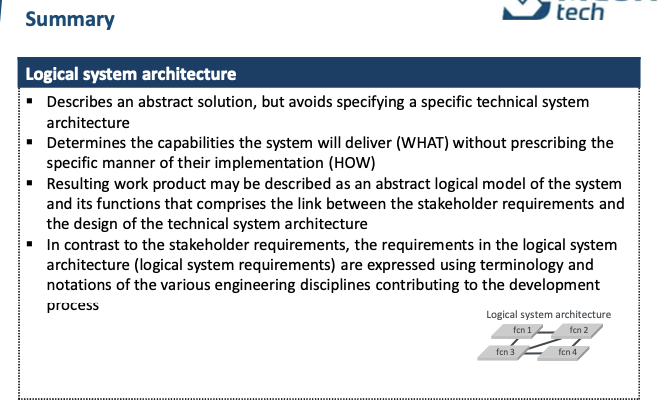 Summary
tech
Logical system architecture
▪ Describes an abstract solution, but avoids specifying a specific technical system
architecture
▪ Determines the capabilities the system will deliver (WHAT) without prescribing the
specific manner of their implementation (HOW)
▪ Resulting work product may be described as an abstract logical model of the system
and its functions that comprises the link between the stakeholder requirements and
the design of the technical system architecture
▪ In contrast to the stakeholder requirements, the requirements in the logical system
architecture (logical system requirements) are expressed using terminology and
notations of the various engineering disciplines contributing to the development
process
Logical system architecture
fcn 1 fcn 2
fcn 3 fcn 4